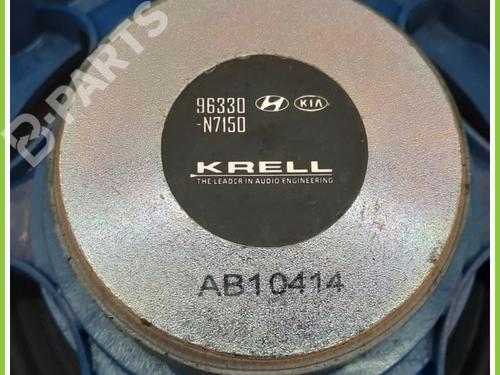 B-PARTS
96330
-N7150
KIA
KRELL
THE LEADER IN AUDIO ENGINEERING
AB10414